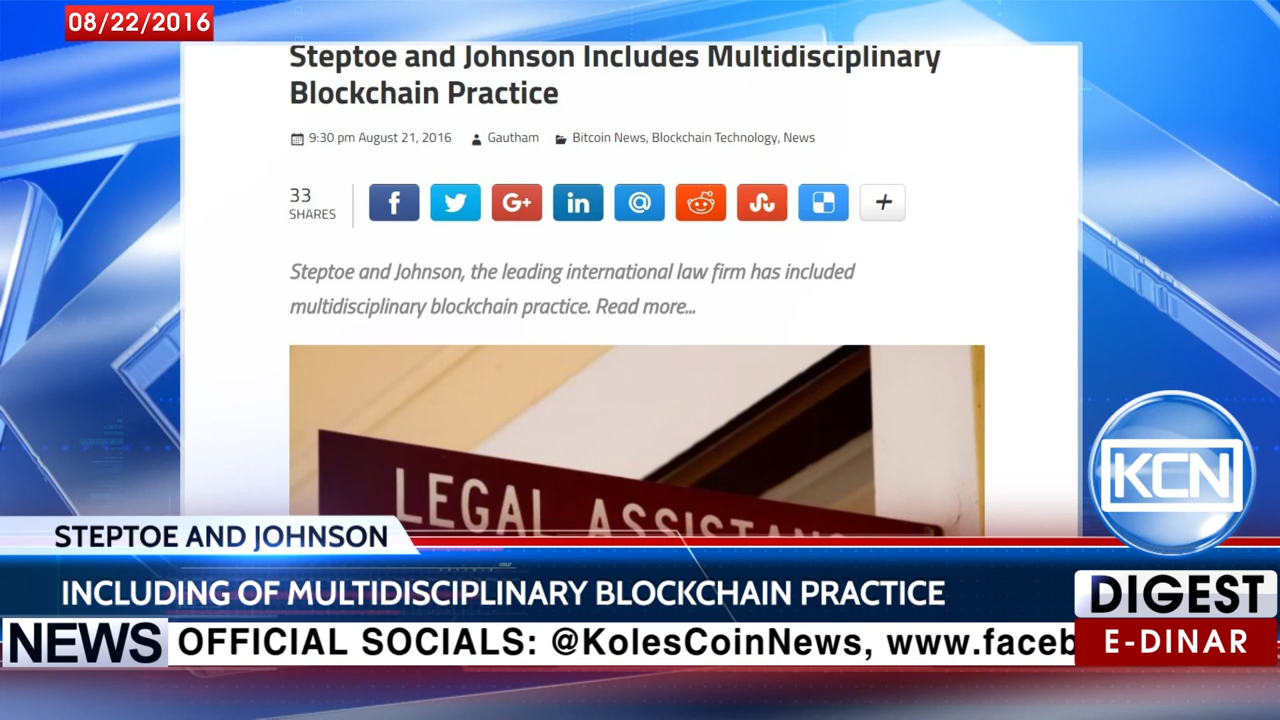 08/22/2016
Steptoe and Johnson Includes Multidisciplinary
Blockchain Practice
9:30 pm August 21, 2016 Gautham Bitcoin News, Blockchain Technology, News
33
SHARES
Steptoe and Johnson, the leading international law firm has included
multidisciplinary blockchain practice. Read more...
LEGAL ASSISTANC
KCN
STEPTOE AND JOHNSON
INCLUDING OF MULTIDISCIPLINARY BLOCKCHAIN PRACTICE
DIGEST
NEWS OFFICIAL SOCIALS: @KolesCoinNews, www.faceb
E-DINAR